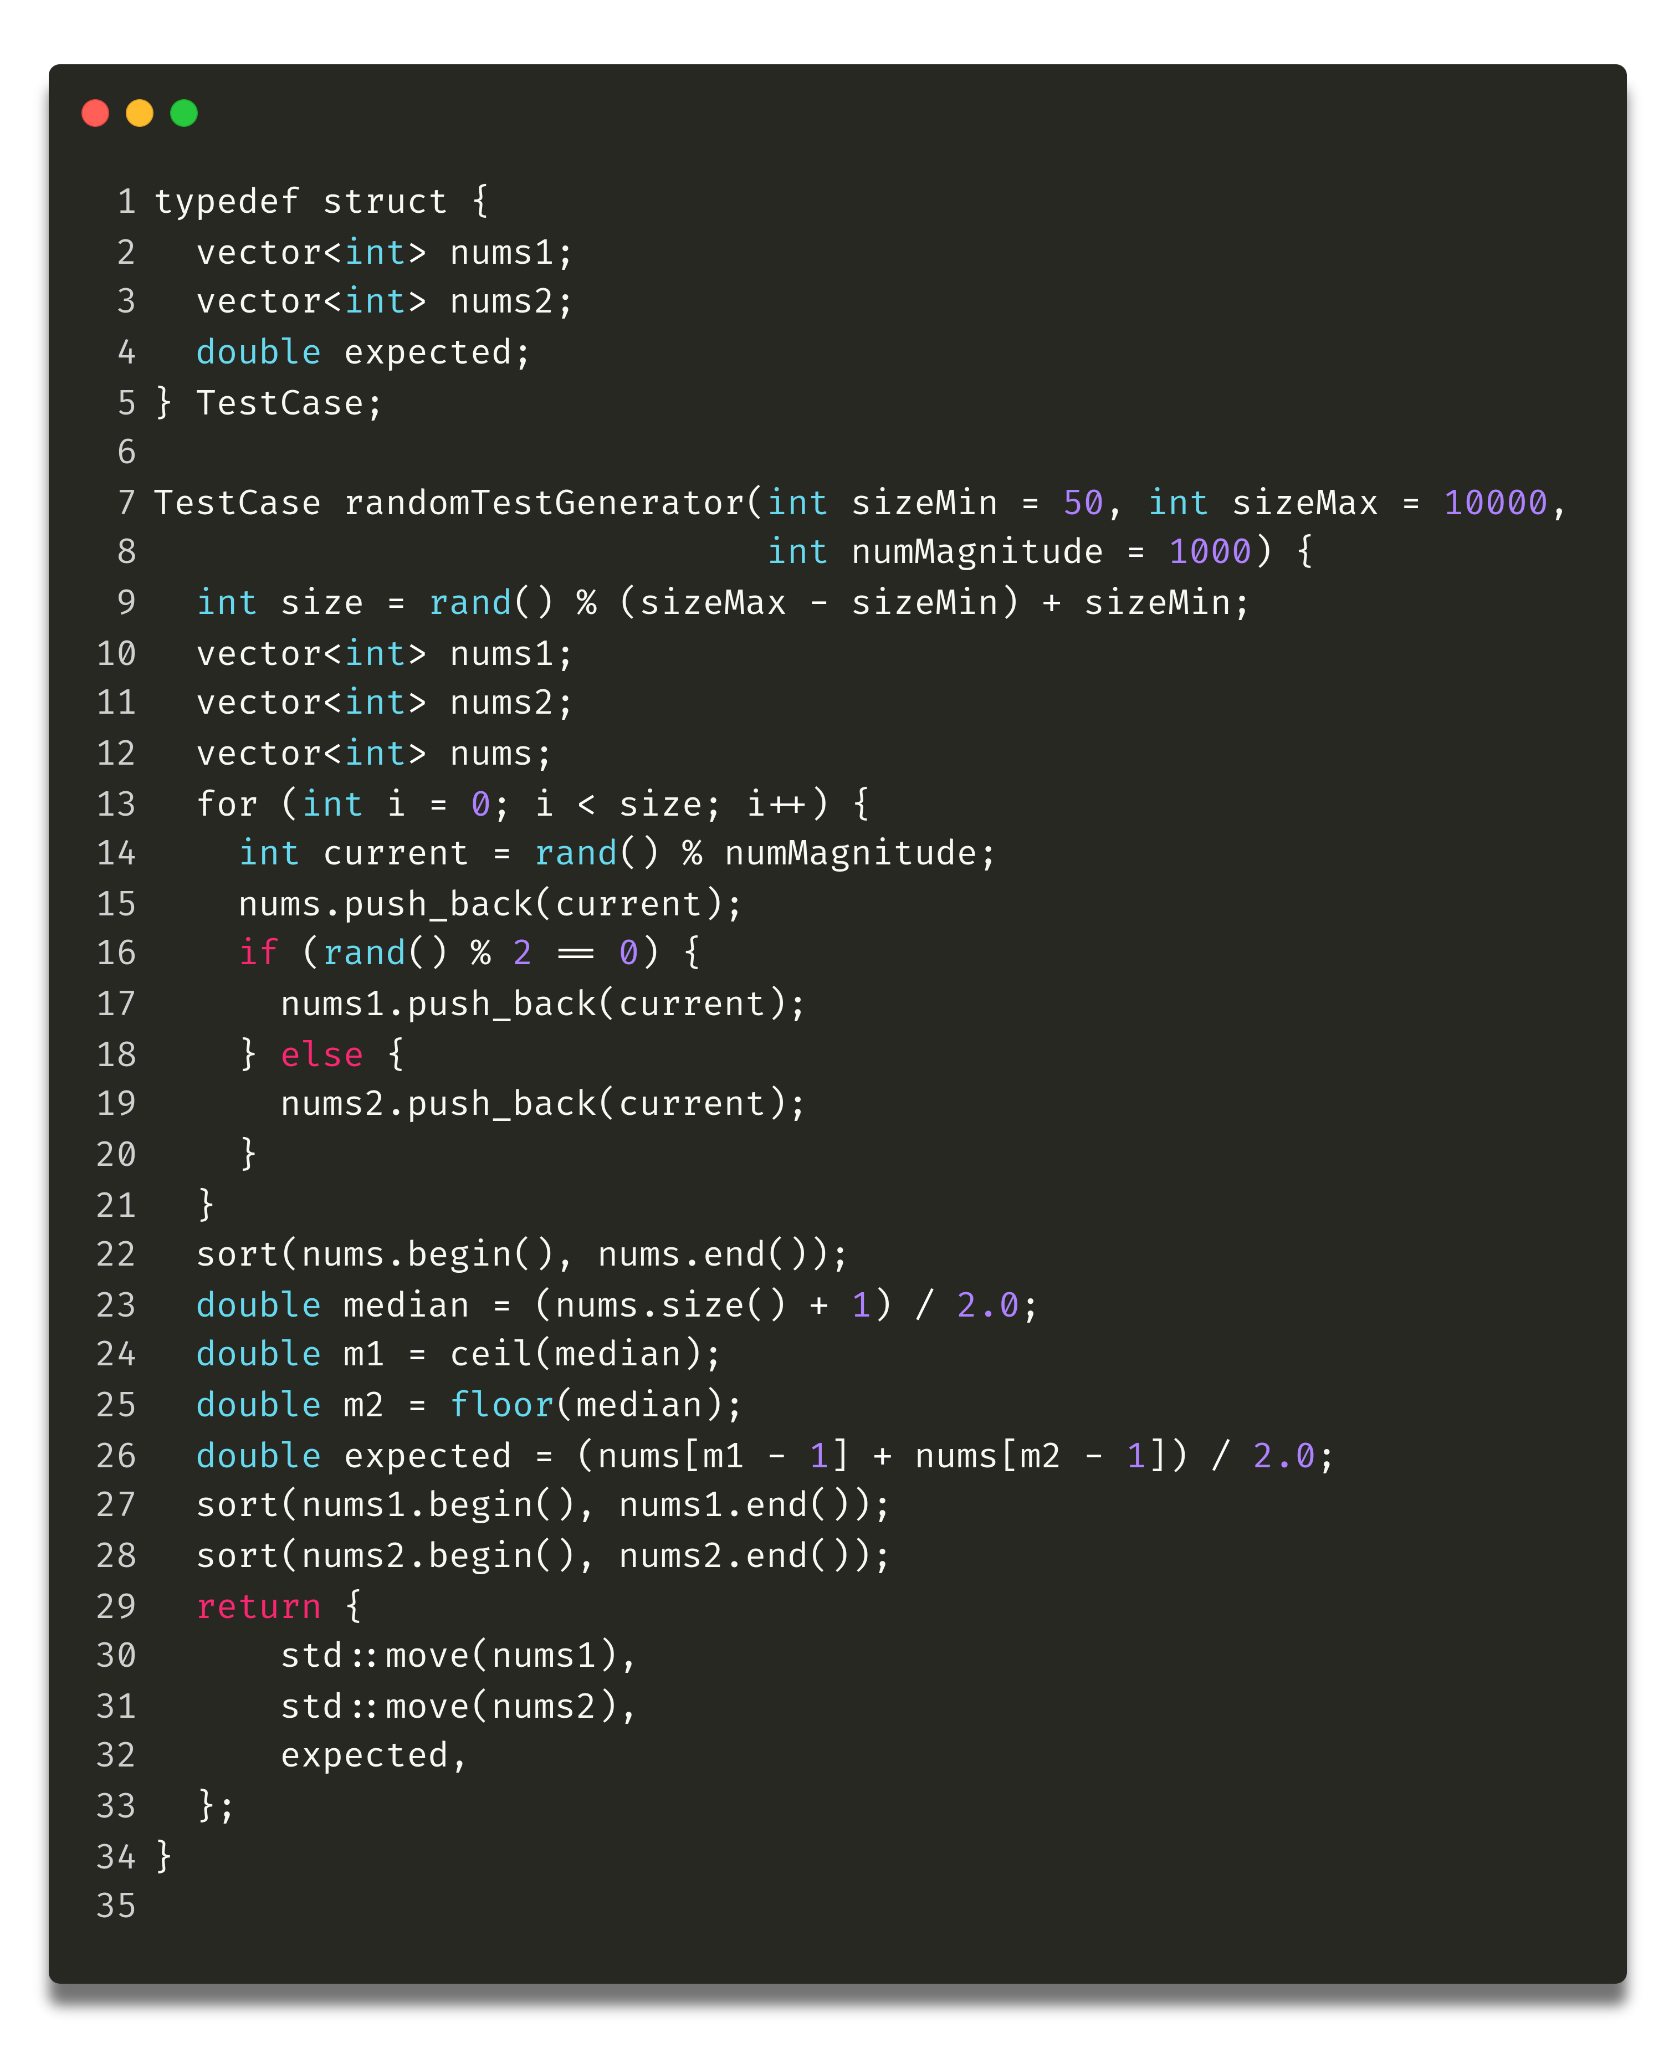 1 typedef struct {
2   vector<int> nums1;
3   vector<int> nums2;
4   double expected;
5 } TestCase;
6
7 TestCase randomTestGenerator(int sizeMin = 50, int sizeMax = 10000,
8                              int numMagnitude = 1000) {
9   int size = rand() % (sizeMax - sizeMin) + sizeMin;
10   vector<int> nums1;
11   vector<int> nums2;
12   vector<int> nums;
13   for (int i = 0; i < size; i++) {
14     int current = rand() % numMagnitude;
15     nums.push_back(current);
16     if (rand() % 2 == 0) {
17       nums1.push_back(current);
18     } else {
19       nums2.push_back(current);
20     }
21   }
22   sort(nums.begin(), nums.end());
23   double median = (nums.size() + 1) / 2.0;
24   double m1 = ceil(median);
25   double m2 = floor(median);
26   double expected = (nums[m1 - 1] + nums[m2 - 1]) / 2.0;
27   sort(nums1.begin(), nums1.end());
28   sort(nums2.begin(), nums2.end());
29   return {
30       std::move(nums1),
31       std::move(nums2),
32       expected,
33   };
34 }
35